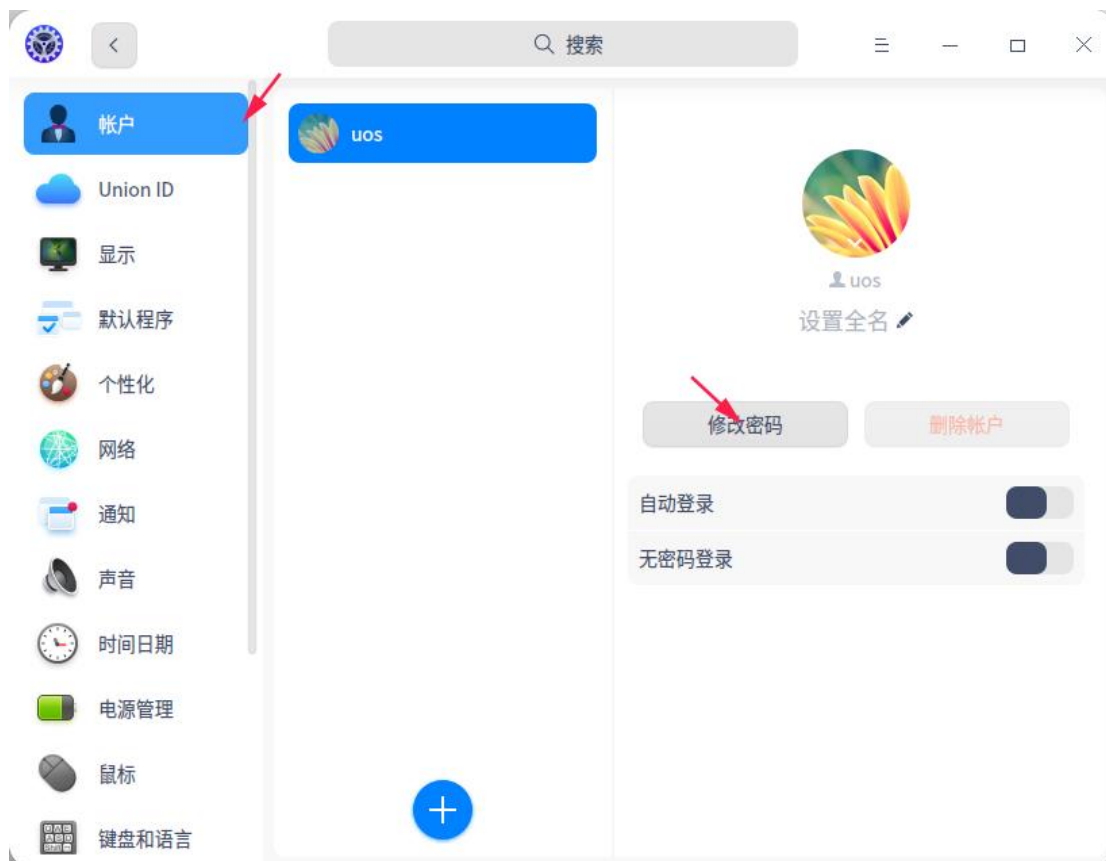 搜索
帐户
Union ID
显示
默认程序
个性化
网络
通知
声音
时间日期
电源管理
鼠标
键盘和语言
uos
uos
设置全名
修改密码
删除帐户
自动登录
无密码登录